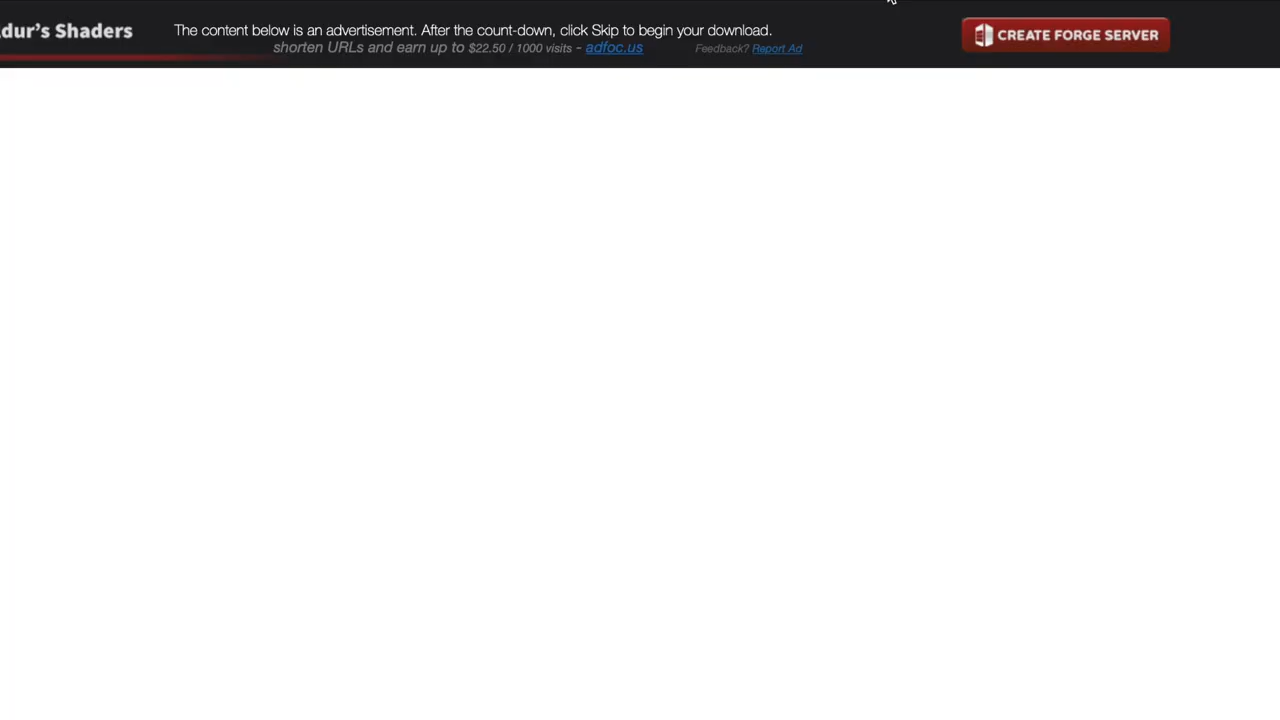 dur's Shaders
The content below is an advertisement. After the count-down, click Skip to begin your download.
shorten URLs and earn up to $22.50 / 1000 visits - adfoc.us
Feedback? Report Ad
CREATE FORGE SERVER